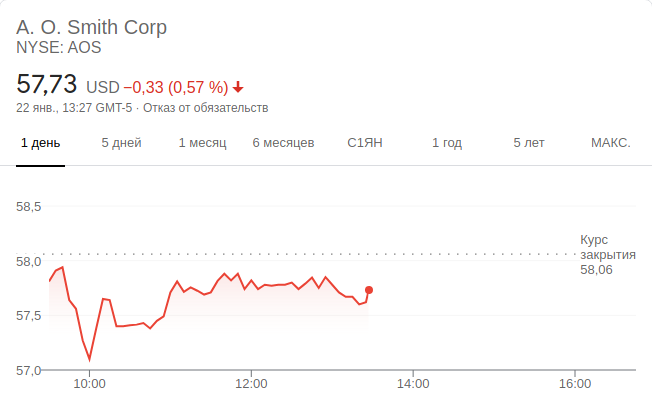 A. O. Smith Corp
NYSE: AOS
57,73 USD −0,33 (0,57 %)
22 янв., 13:27 GMT-5 · Отказ от обязательств
1 день 5 дней 1 месяц 6 месяцев С1ЯН 1 год 5 лет МАКС.
58,5
Курс
закрытия
58,06
58,0
57,5
57,0
10:00 12:00 14:00 16:00